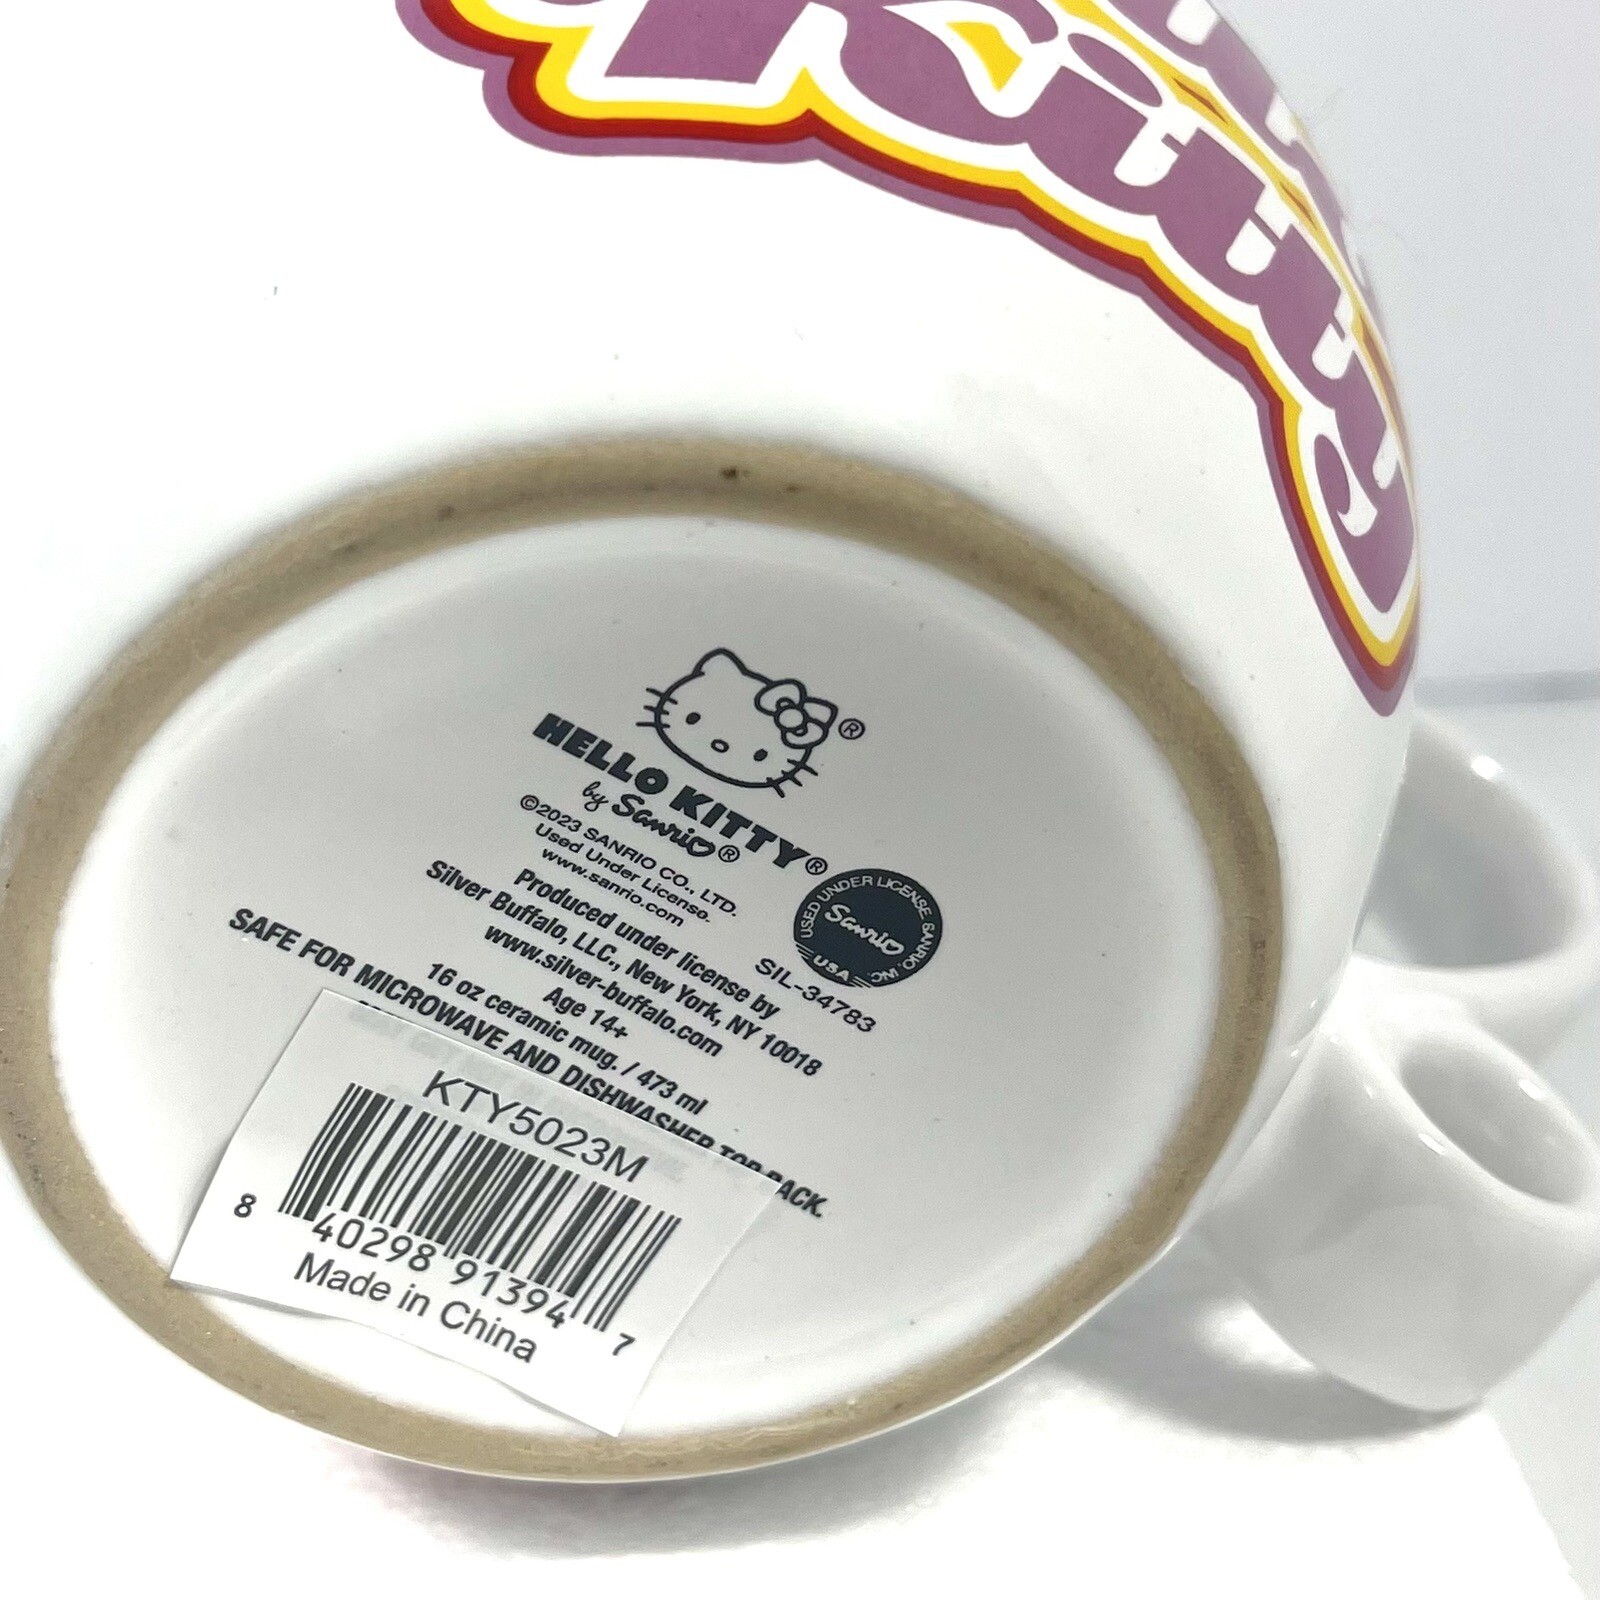 Kitty
®
HELLO KITTY®
by Sanrio®
©2023 SANRIO CO., LTD.
Used Under License.
www.sanrio.com
USED UNDER LICENSE SANRIO, INC.
Sanrio
USA
SIL-34783
Produced under license by
Silver Buffalo, LLC., New York, NY 10018
www.silver-buffalo.com
Age 14+
16 oz ceramic mug. / 473 ml
SAFE FOR MICROWAVE AND DISHWASHER TOP RACK.
KTY5023M
8 40298 91394 7
Made in China